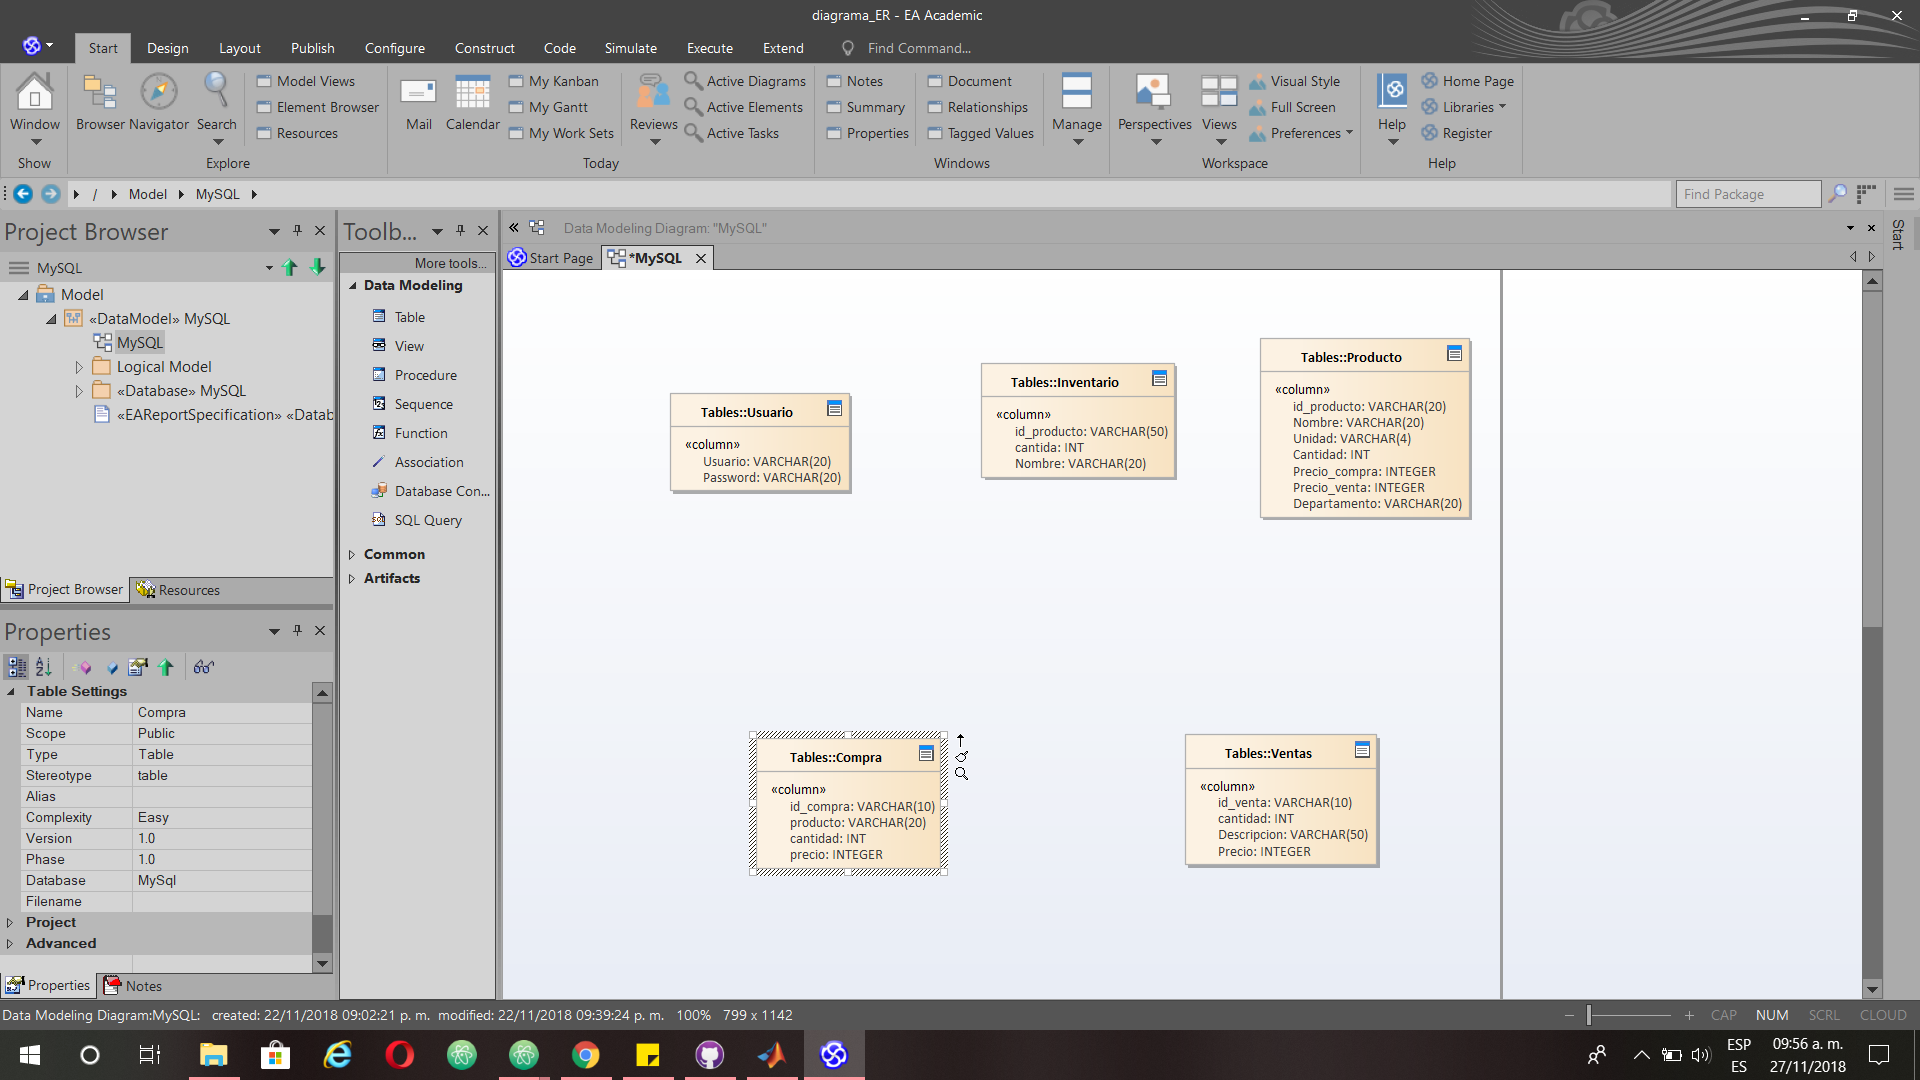 diagrama_ER - EA Academic
Start Design Layout Publish Configure Construct Code Simulate Execute Extend Find Command...
Window
Show
Browser Navigator Search
Model Views
Element Browser
Resources
Explore
Mail Calendar
My Kanban
My Gantt
My Work Sets
Reviews
Active Diagrams
Active Elements
Active Tasks
Today
Notes
Summary
Properties
Document
Relationships
Tagged Values
Windows
Manage
Perspectives Views
Visual Style
Full Screen
Preferences
Workspace
Help
Home Page
Libraries
Register
Help
/ Model MySQL
Find Package
Project Browser
MySQL
Model
«DataModel» MySQL
MySQL
Logical Model
«Database» MySQL
«EAReportSpecification» «Datab
Project Browser Resources
Properties
Table Settings
Name Compra
Scope Public
Type Table
Stereotype table
Alias
Complexity Easy
Version 1.0
Phase 1.0
Database MySql
Filename
Project
Advanced
Properties Notes
Toolb...
More tools...
Data Modeling
Table
View
Procedure
Sequence
Function
Association
Database Con...
SQL Query
Common
Artifacts
Data Modeling Diagram: "MySQL"
Start Page *MySQL
Start
Tables::Usuario
«column»
Usuario: VARCHAR(20)
Password: VARCHAR(20)
Tables::Inventario
«column»
id_producto: VARCHAR(50)
cantida: INT
Nombre: VARCHAR(20)
Tables::Producto
«column»
id_producto: VARCHAR(20)
Nombre: VARCHAR(20)
Unidad: VARCHAR(4)
Cantidad: INT
Precio_compra: INTEGER
Precio_venta: INTEGER
Departamento: VARCHAR(20)
Tables::Compra
«column»
id_compra: VARCHAR(10)
producto: VARCHAR(20)
cantidad: INT
precio: INTEGER
Tables::Ventas
«column»
id_venta: VARCHAR(10)
cantidad: INT
Descripcion: VARCHAR(50)
Precio: INTEGER
Data Modeling Diagram:MySQL: created: 22/11/2018 09:02:21 p. m. modified: 22/11/2018 09:39:24 p. m. 100% 799 x 1142
CAP NUM SCRL CLOUD
ESP
ES
09:56 a. m.
27/11/2018